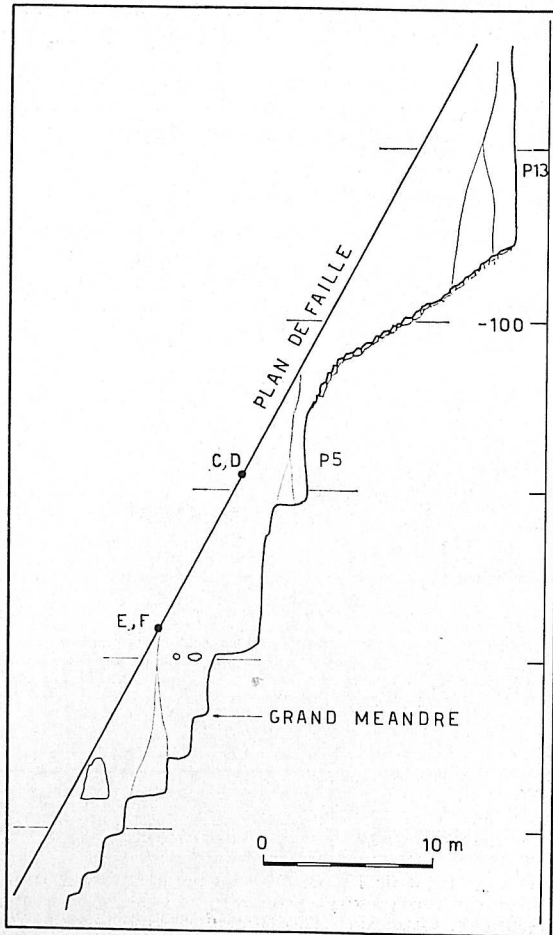 P13
-100
PLAN DE FAILLE
C,D
P5
E,F
GRAND MEANDRE
0 10 m